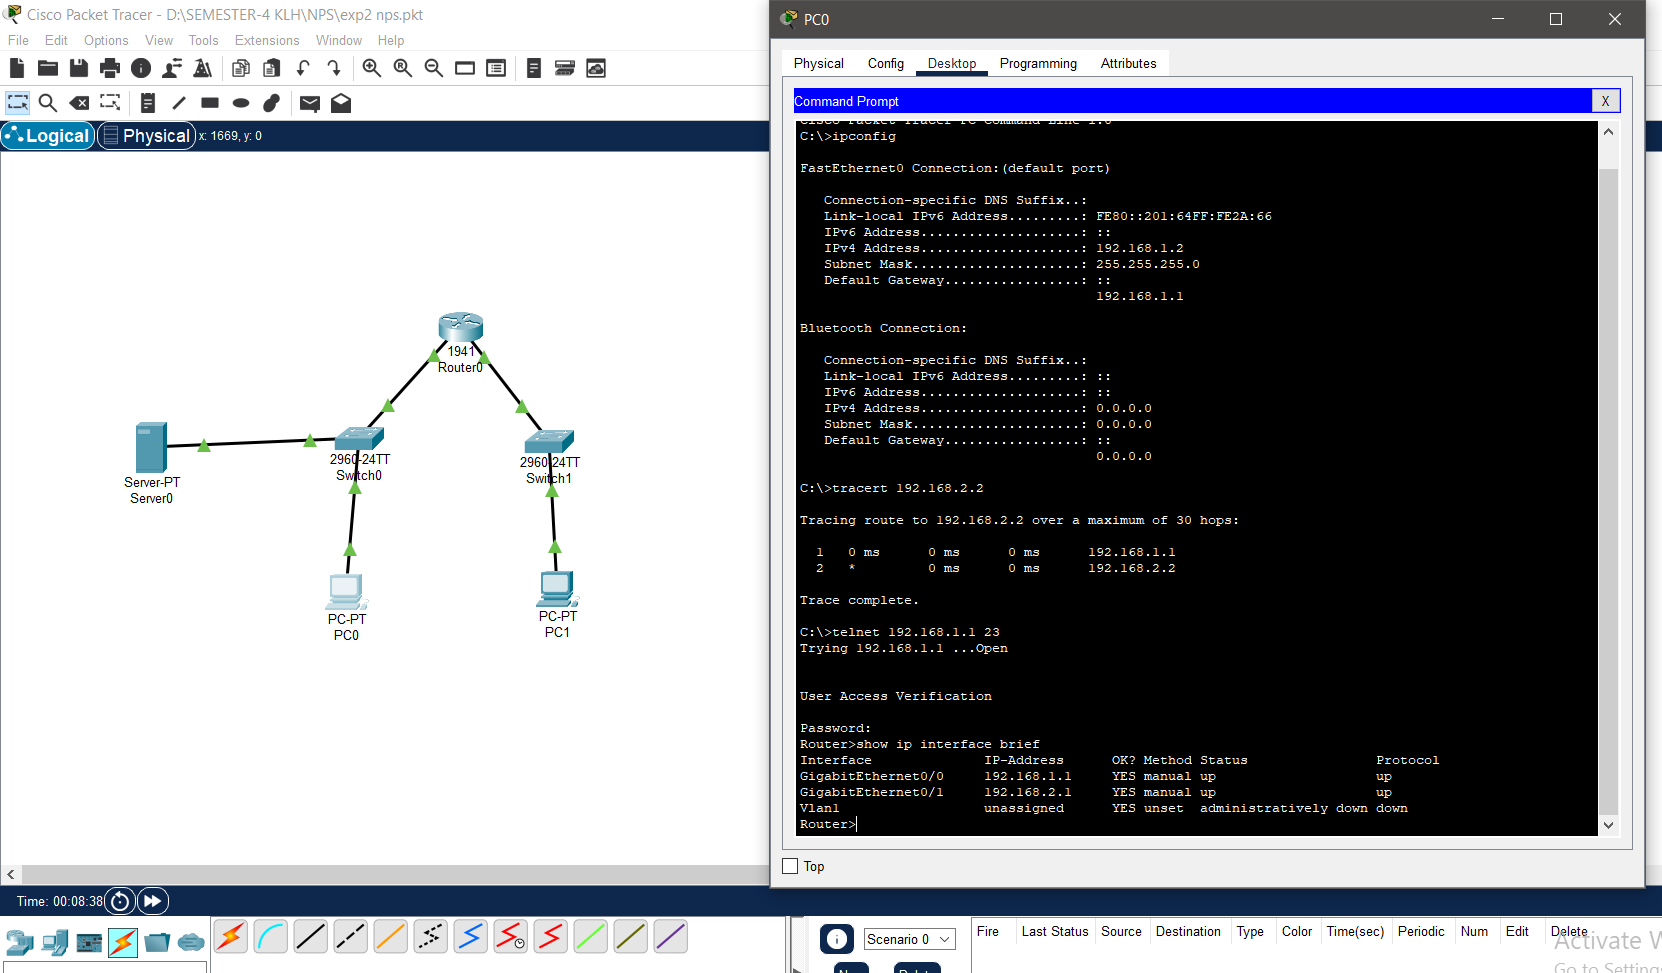 Cisco Packet Tracer - D:\SEMESTER-4 KLH\NPS\exp2 nps.pkt
File Edit Options View Tools Extensions Window Help
Logical Physical x: 1669, y: 0
1941
Router0
2960-24TT
Switch0
2960-24TT
Switch1
Server-PT
Server0
PC-PT
PC0
PC-PT
PC1
PC0
Physical Config Desktop Programming Attributes
Command Prompt X
Cisco Packet Tracer PC Command Line 1.0
C:\>ipconfig
FastEthernet0 Connection:(default port)
Connection-specific DNS Suffix..:
Link-local IPv6 Address.........: FE80::201:64FF:FE2A:66
IPv6 Address....................: ::
IPv4 Address....................: 192.168.1.2
Subnet Mask.....................: 255.255.255.0
Default Gateway.................: ::
192.168.1.1
Bluetooth Connection:
Connection-specific DNS Suffix..:
Link-local IPv6 Address.........: ::
IPv6 Address....................: ::
IPv4 Address....................: 0.0.0.0
Subnet Mask.....................: 0.0.0.0
Default Gateway.................: ::
0.0.0.0
C:\>tracert 192.168.2.2
Tracing route to 192.168.2.2 over a maximum of 30 hops:
1 0 ms 0 ms 0 ms 192.168.1.1
2 * 0 ms 0 ms 192.168.2.2
Trace complete.
C:\>telnet 192.168.1.1 23
Trying 192.168.1.1 ...Open
User Access Verification
Password:
Router>show ip interface brief
Interface IP-Address OK? Method Status Protocol
GigabitEthernet0/0 192.168.1.1 YES manual up up
GigabitEthernet0/1 192.168.2.1 YES manual up up
Vlan1 unassigned YES unset administratively down down
Router>
Top
Time: 00:08:38
Scenario 0
Fire Last Status Source Destination Type Color Time(sec) Periodic Num Edit Delete
Activate W
Go to Settings